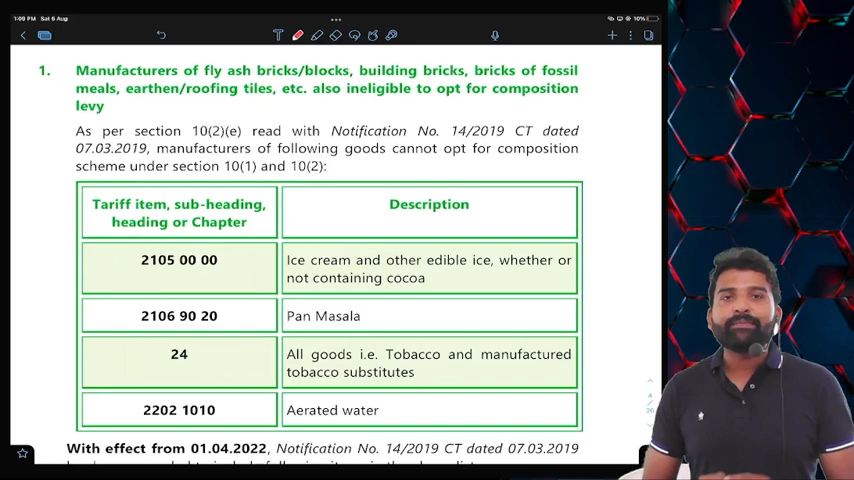 1:09 PM Sat 6 Aug
10%
1. Manufacturers of fly ash bricks/blocks, building bricks, bricks of fossil
meals, earthen/roofing tiles, etc. also ineligible to opt for composition
levy
As per section 10(2)(e) read with Notification No. 14/2019 CT dated
07.03.2019, manufacturers of following goods cannot opt for composition
scheme under section 10(1) and 10(2):
Tariff item, sub-heading,
heading or Chapter
Description
2105 00 00
Ice cream and other edible ice, whether or
not containing cocoa
2106 90 20
Pan Masala
24
All goods i.e. Tobacco and manufactured
tobacco substitutes
2202 1010
Aerated water
With effect from 01.04.2022, Notification No. 14/2019 CT dated 07.03.2019